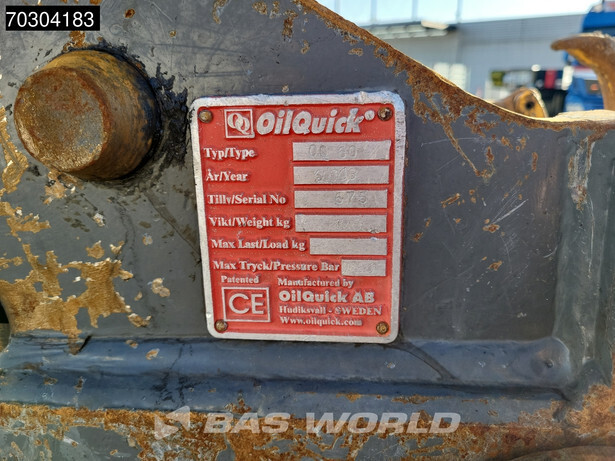 70304183
OilQuick®
Typ/Type
År/Year
Tillv/Serial No
Vikt/Weight kg
Max Last/Load kg
Max Tryck/Pressure Bar
Patented Manufactured by
CE OilQuick AB
Hudiksvall - SWEDEN
Www.oilquick.com
BAS WORLD